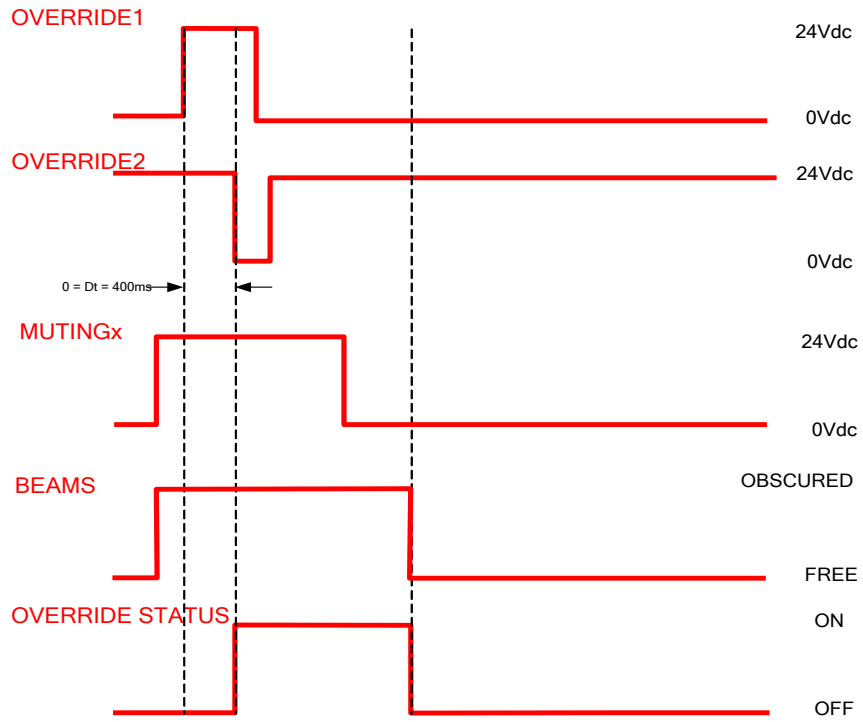 OVERRIDE1
24Vdc
0Vdc
OVERRIDE2
24Vdc
0Vdc
0 = Dt = 400ms
MUTINGx
24Vdc
0Vdc
BEAMS
OBSCURED
FREE
OVERRIDE STATUS
ON
OFF